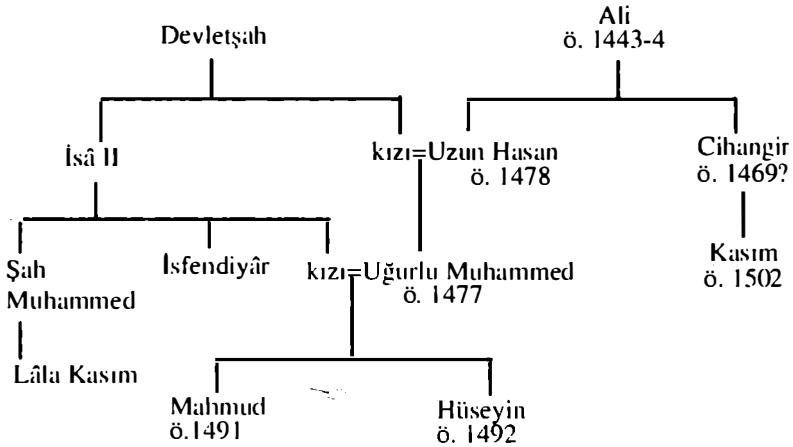 Devletşah
Ali
ö. 1443-4
İsâ II
kızı=Uzun Hasan
ö. 1478
Cihangir
ö. 1469?
Şah
Muhammed
İsfendiyâr
kızı=Uğurlu Muhammed
ö. 1477
Kasım
ö. 1502
Lâla Kasım
Mahmud
ö.1491
Hüseyin
ö. 1492